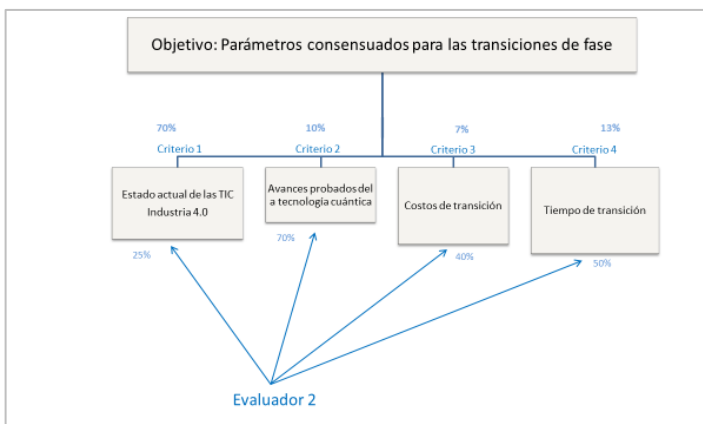 Objetivo: Parámetros consensuados para las transiciones de fase
70%
10%
7%
13%
Criterio 1
Criterio 2
Criterio 3
Criterio 4
Estado actual de las TIC
Industria 4.0
Avances probados del
a tecnología cuántica
Costos de transición
Tiempo de transición
25%
70%
40%
50%
Evaluador 2